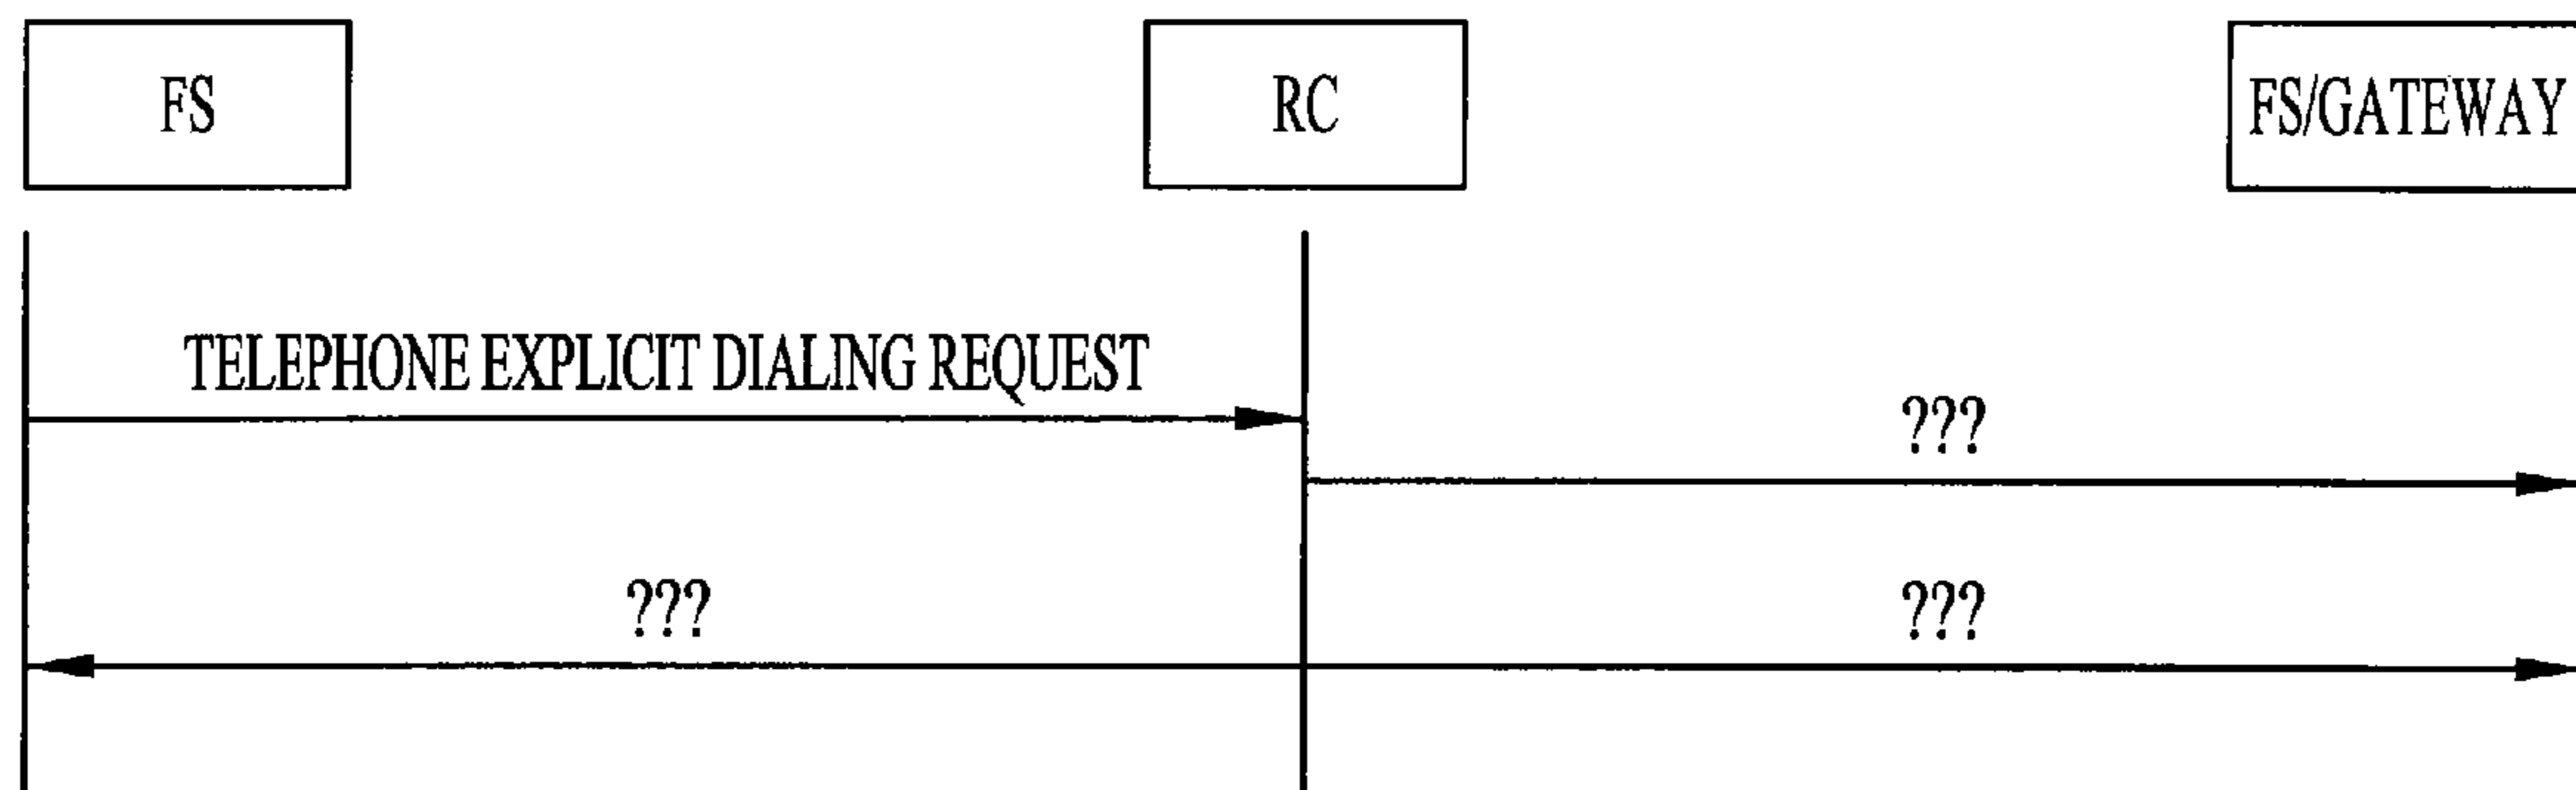 FS
RC
FS/GATEWAY
TELEPHONE EXPLICIT DIALING REQUEST
???
???
???